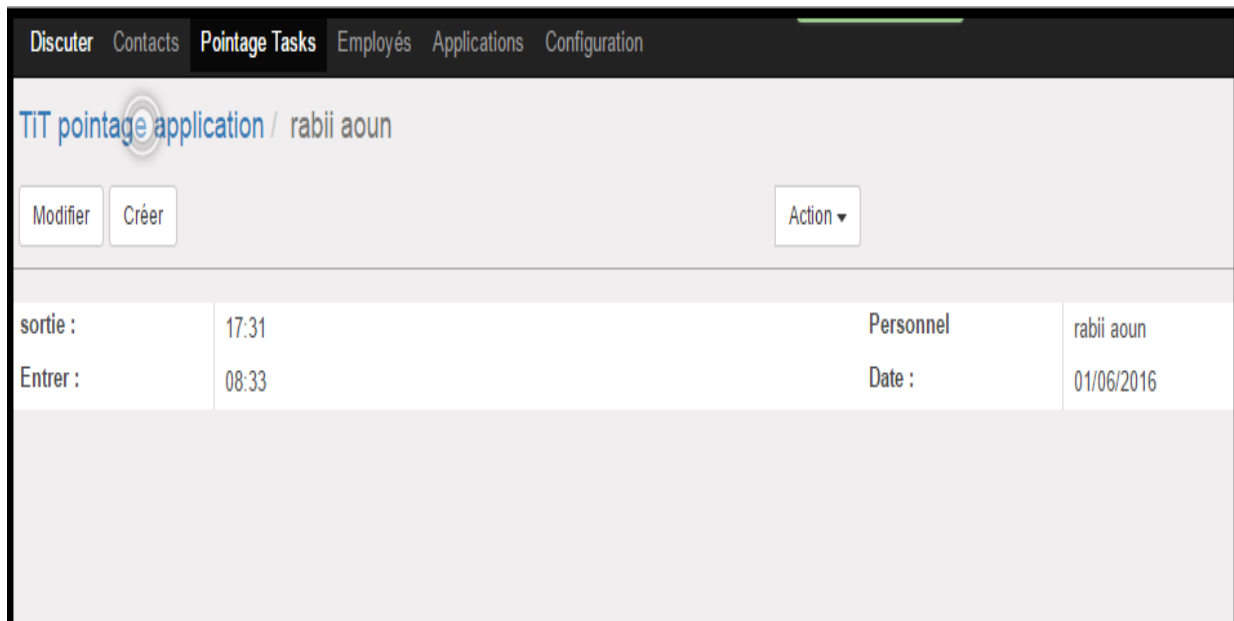 Discuter Contacts Pointage Tasks Employés Applications Configuration
TiT pointage application / rabii aoun
Modifier Créer Action
sortie : 17:31 Personnel rabii aoun
Entrer : 08:33 Date : 01/06/2016